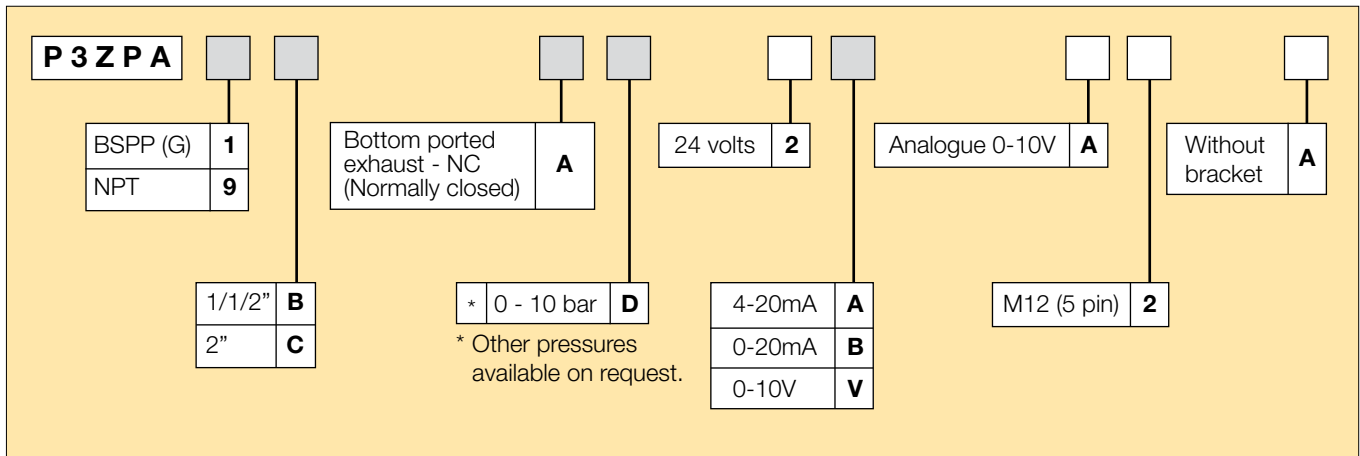 P 3 Z P A
BSPP (G) 1
NPT 9
Bottom ported
exhaust - NC
(Normally closed)
A
24 volts 2
Analogue 0-10V A
Without
bracket
A
1/1/2” B
2” C
* 0 - 10 bar D
* Other pressures
available on request.
4-20mA A
0-20mA B
0-10V V
M12 (5 pin) 2